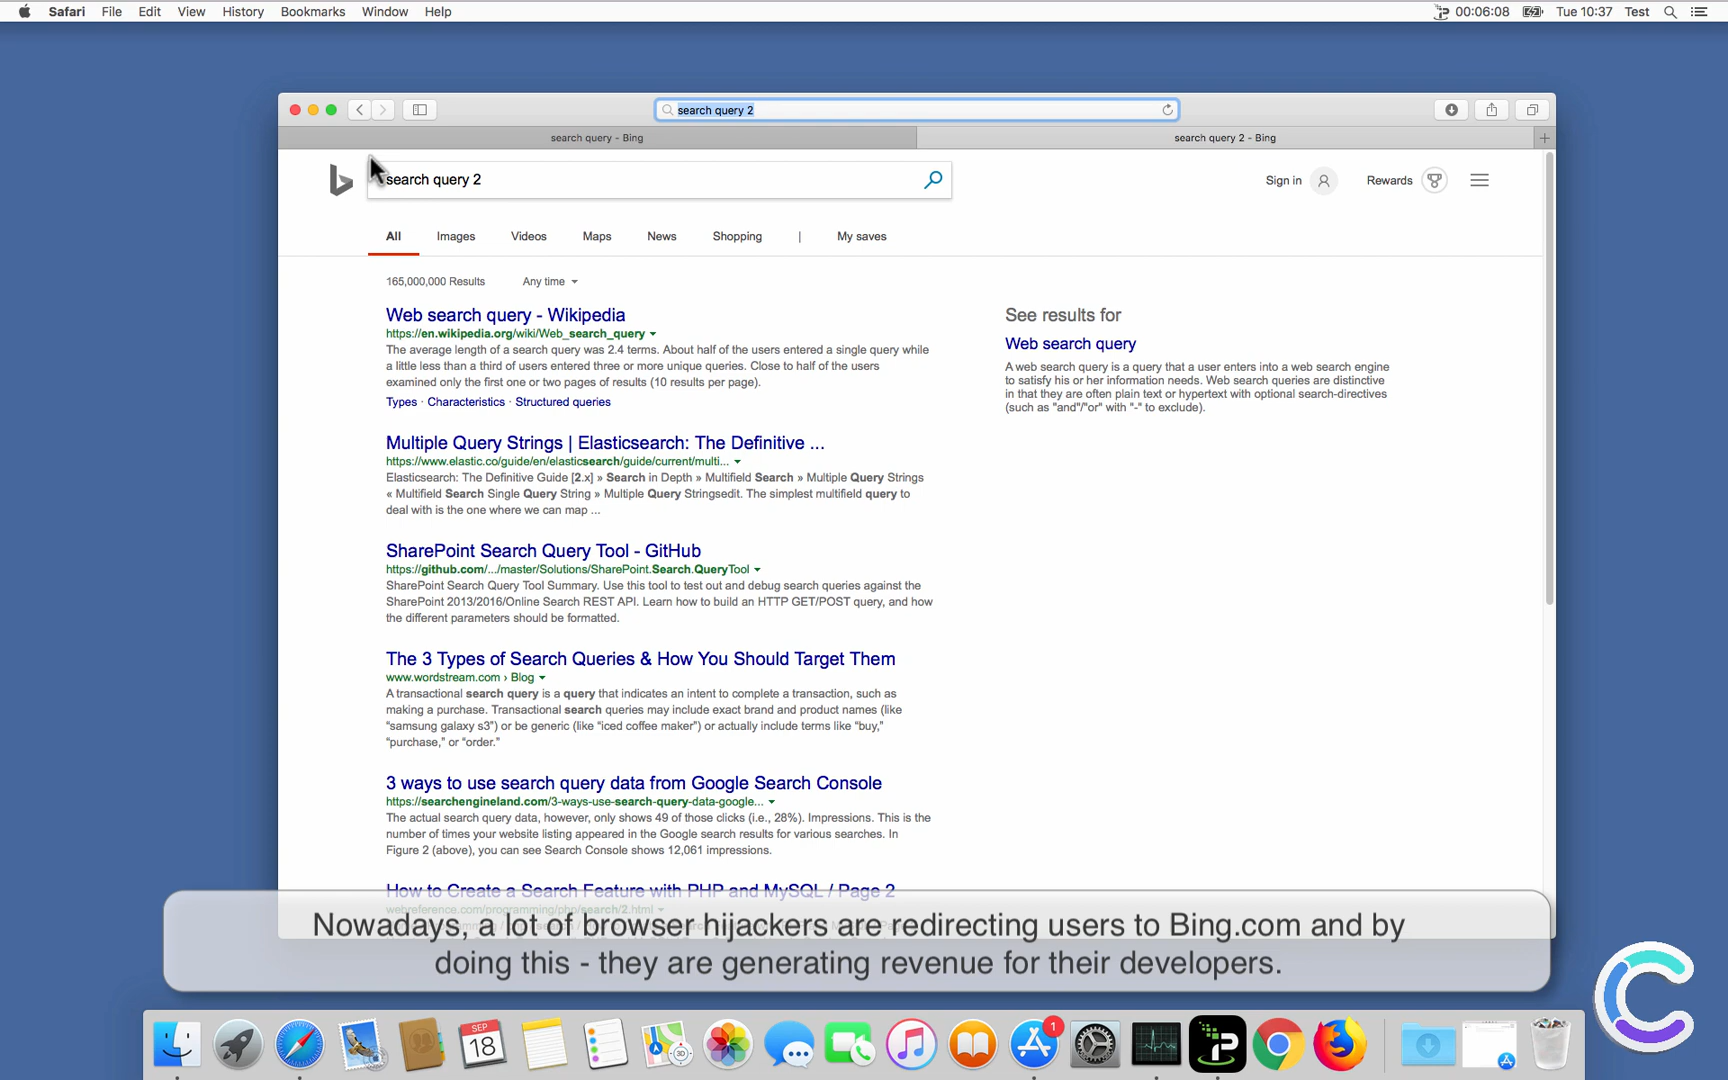 Safari File Edit View History Bookmarks Window Help 00:06:08 Tue 10:37 Test
search query 2
search query - Bing search query 2 - Bing
search query 2 Sign in Rewards
All Images Videos Maps News Shopping | My saves
165,000,000 Results Any time
Web search query - Wikipedia
https://en.wikipedia.org/wiki/Web_search_query
The average length of a search query was 2.4 terms. About half of the users entered a single query while
a little less than a third of users entered three or more unique queries. Close to half of the users
examined only the first one or two pages of results (10 results per page).
Types · Characteristics · Structured queries
See results for
Web search query
A web search query is a query that a user enters into a web search engine
to satisfy his or her information needs. Web search queries are distinctive
in that they are often plain text or hypertext with optional search-directives
(such as "and"/"or" with "-" to exclude).
Multiple Query Strings | Elasticsearch: The Definitive ...
https://www.elastic.co/guide/en/elasticsearch/guide/current/multi...
Elasticsearch: The Definitive Guide [2.x] » Search in Depth » Multifield Search » Multiple Query Strings
« Multifield Search Single Query String » Multiple Query Stringsedit. The simplest multifield query to
deal with is the one where we can map ...
SharePoint Search Query Tool - GitHub
https://github.com/.../master/Solutions/SharePoint.Search.QueryTool
SharePoint Search Query Tool Summary. Use this tool to test out and debug search queries against the
SharePoint 2013/2016/Online Search REST API. Learn how to build an HTTP GET/POST query, and how
the different parameters should be formatted.
The 3 Types of Search Queries & How You Should Target Them
www.wordstream.com › Blog
A transactional search query is a query that indicates an intent to complete a transaction, such as
making a purchase. Transactional search queries may include exact brand and product names (like
“samsung galaxy s3”) or be generic (like “iced coffee maker”) or actually include terms like “buy,”
“purchase,” or “order.”
3 ways to use search query data from Google Search Console
https://searchengineland.com/3-ways-use-search-query-data-google...
The actual search query data, however, only shows 49 of those clicks (i.e., 28%). Impressions. This is the
number of times your website listing appeared in the Google search results for various searches. In
Figure 2 (above), you can see Search Console shows 12,061 impressions.
How to Create a Search Feature with PHP and MySQL / Page 2
webreference.com/programming/php/search/2.html
Nowadays, a lot of browser hijackers are redirecting users to Bing.com and by
doing this - they are generating revenue for their developers.
SEP
18
3D
1